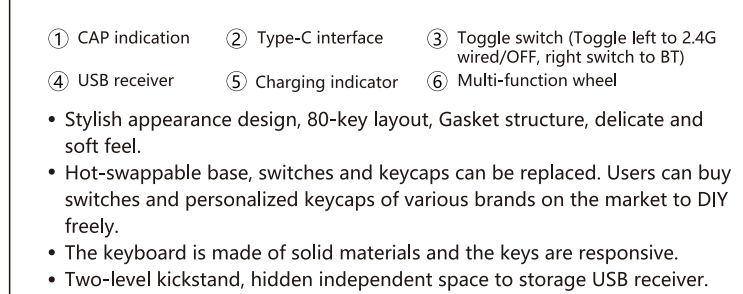 ① CAP indication ② Type-C interface ③ Toggle switch (Toggle left to 2.4G
wired/OFF, right switch to BT)
④ USB receiver ⑤ Charging indicator ⑥ Multi-function wheel
• Stylish appearance design, 80-key layout, Gasket structure, delicate and
soft feel.
• Hot-swappable base, switches and keycaps can be replaced. Users can buy
switches and personalized keycaps of various brands on the market to DIY
freely.
• The keyboard is made of solid materials and the keys are responsive.
• Two-level kickstand, hidden independent space to storage USB receiver.